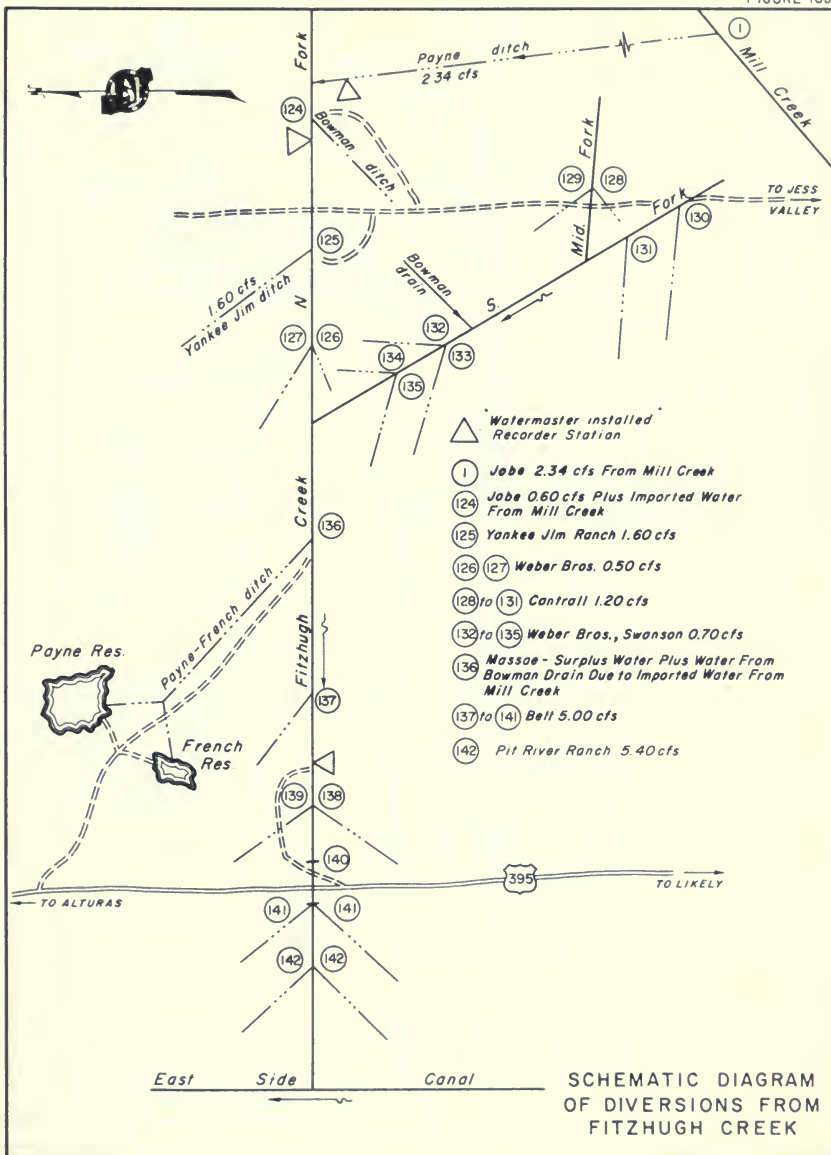 Fork
Payne ditch
2.34 cfs
1
Mill Creek
124
Bowman ditch
Fork
129 128
Mid.
Fork
TO JESS
VALLEY
130
131
125
1.60 cfs
Yankee Jim ditch
N
Bowman
drain
S.
127 126
132
133
134
135
Watermaster installed
Recorder Station
1 Jobe 2.34 cfs From Mill Creek
124 Jobe 0.60 cfs Plus Imported Water
From Mill Creek
125 Yankee Jim Ranch 1.60 cfs
126 127 Weber Bros. 0.50 cfs
128 to 131 Cantrall 1.20 cfs
132 to 135 Weber Bros., Swanson 0.70 cfs
136 Massae - Surplus Water Plus Water From
Bowman Drain Due to Imported Water From
Mill Creek
137 to 141 Bell 5.00 cfs
142 Pit River Ranch 5.40 cfs
Creek
136
Payne-French ditch
Fitzhugh
Payne Res.
French
Res.
137
139 138
140
395
TO LIKELY
TO ALTURAS
141 141
142 142
East Side Canal
SCHEMATIC DIAGRAM
OF DIVERSIONS FROM
FITZHUGH CREEK